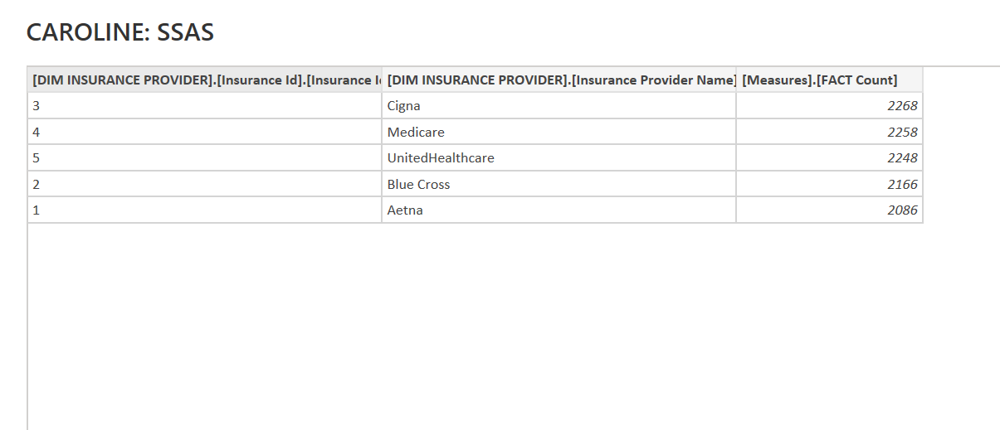 CAROLINE: SSAS
[DIM INSURANCE PROVIDER].[Insurance Id].[Insurance [DIM INSURANCE PROVIDER].[Insurance Provider Name] [Measures].[FACT Count]
3 Cigna 2268
4 Medicare 2258
5 UnitedHealthcare 2248
2 Blue Cross 2166
1 Aetna 2086